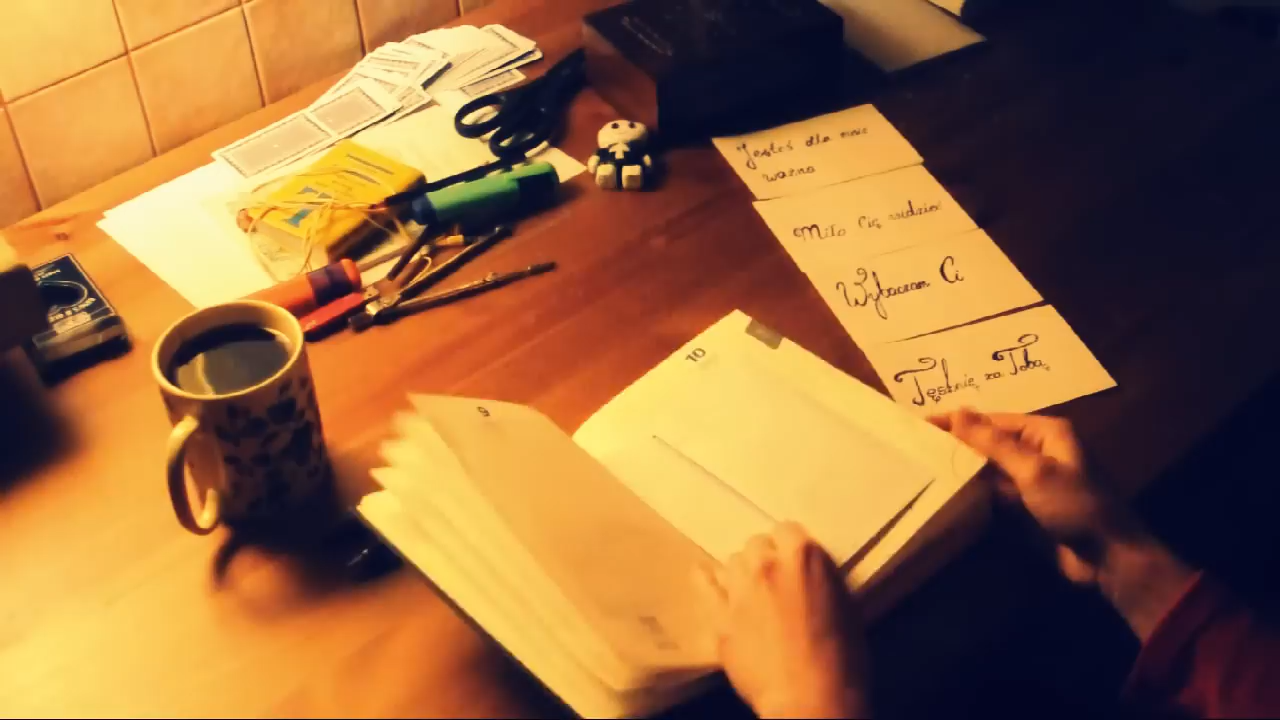 Jesteś dla mnie
ważna
Miło Cię widzieć
Wybaczam Ci
Tęsknię za Tobą
9
10